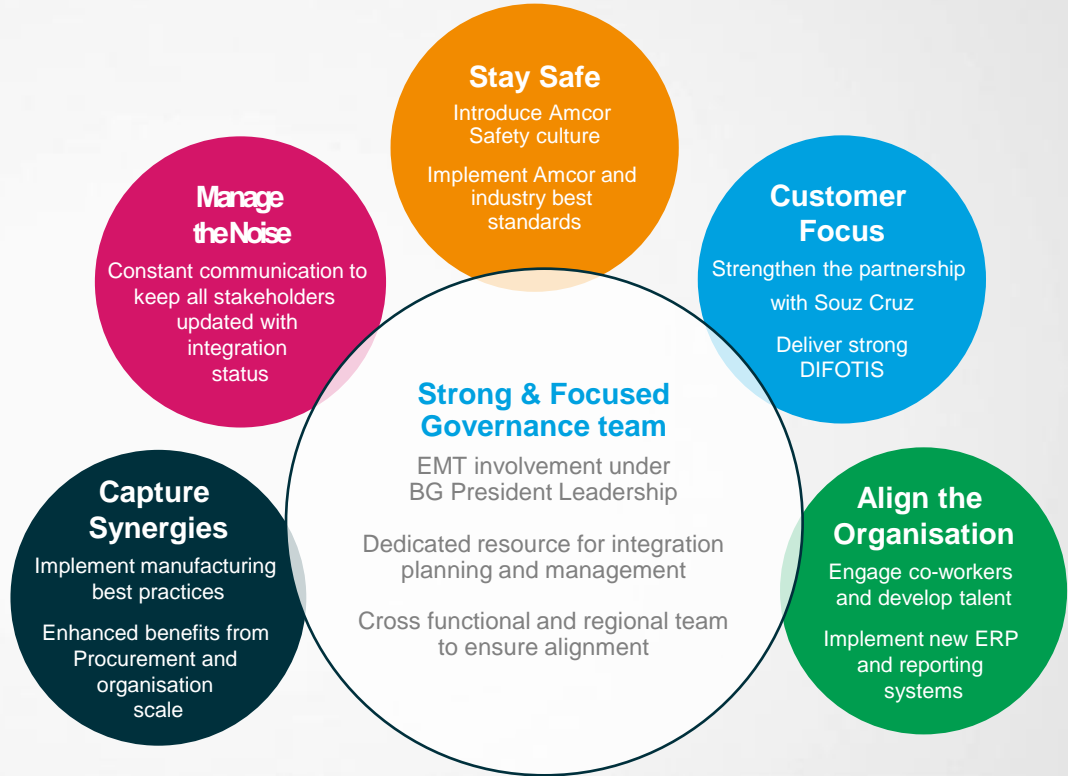 Stay Safe
Introduce Amcor
Safety culture
Implement Amcor and
industry best
standards
Manage
the Noise
Constant communication to
keep all stakeholders
updated with
integration
status
Customer
Focus
Strengthen the partnership
with Souz Cruz
Deliver strong
DIFOTIS
Strong & Focused
Governance team
EMT involvement under
BG President Leadership
Dedicated resource for integration
planning and management
Cross functional and regional team
to ensure alignment
Capture
Synergies
Implement manufacturing
best practices
Enhanced benefits from
Procurement and
organisation
scale
Align the
Organisation
Engage co-workers
and develop talent
Implement new ERP
and reporting
systems